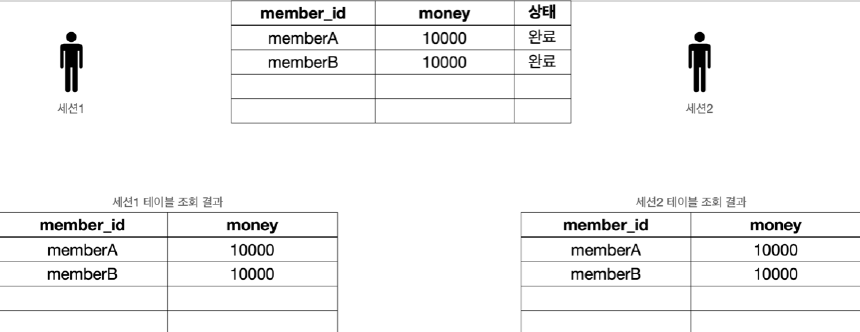 member_id money 상태
memberA 10000 완료
memberB 10000 완료
세션1
세션2
세션1 테이블 조회 결과
member_id money
memberA 10000
memberB 10000
세션2 테이블 조회 결과
member_id money
memberA 10000
memberB 10000